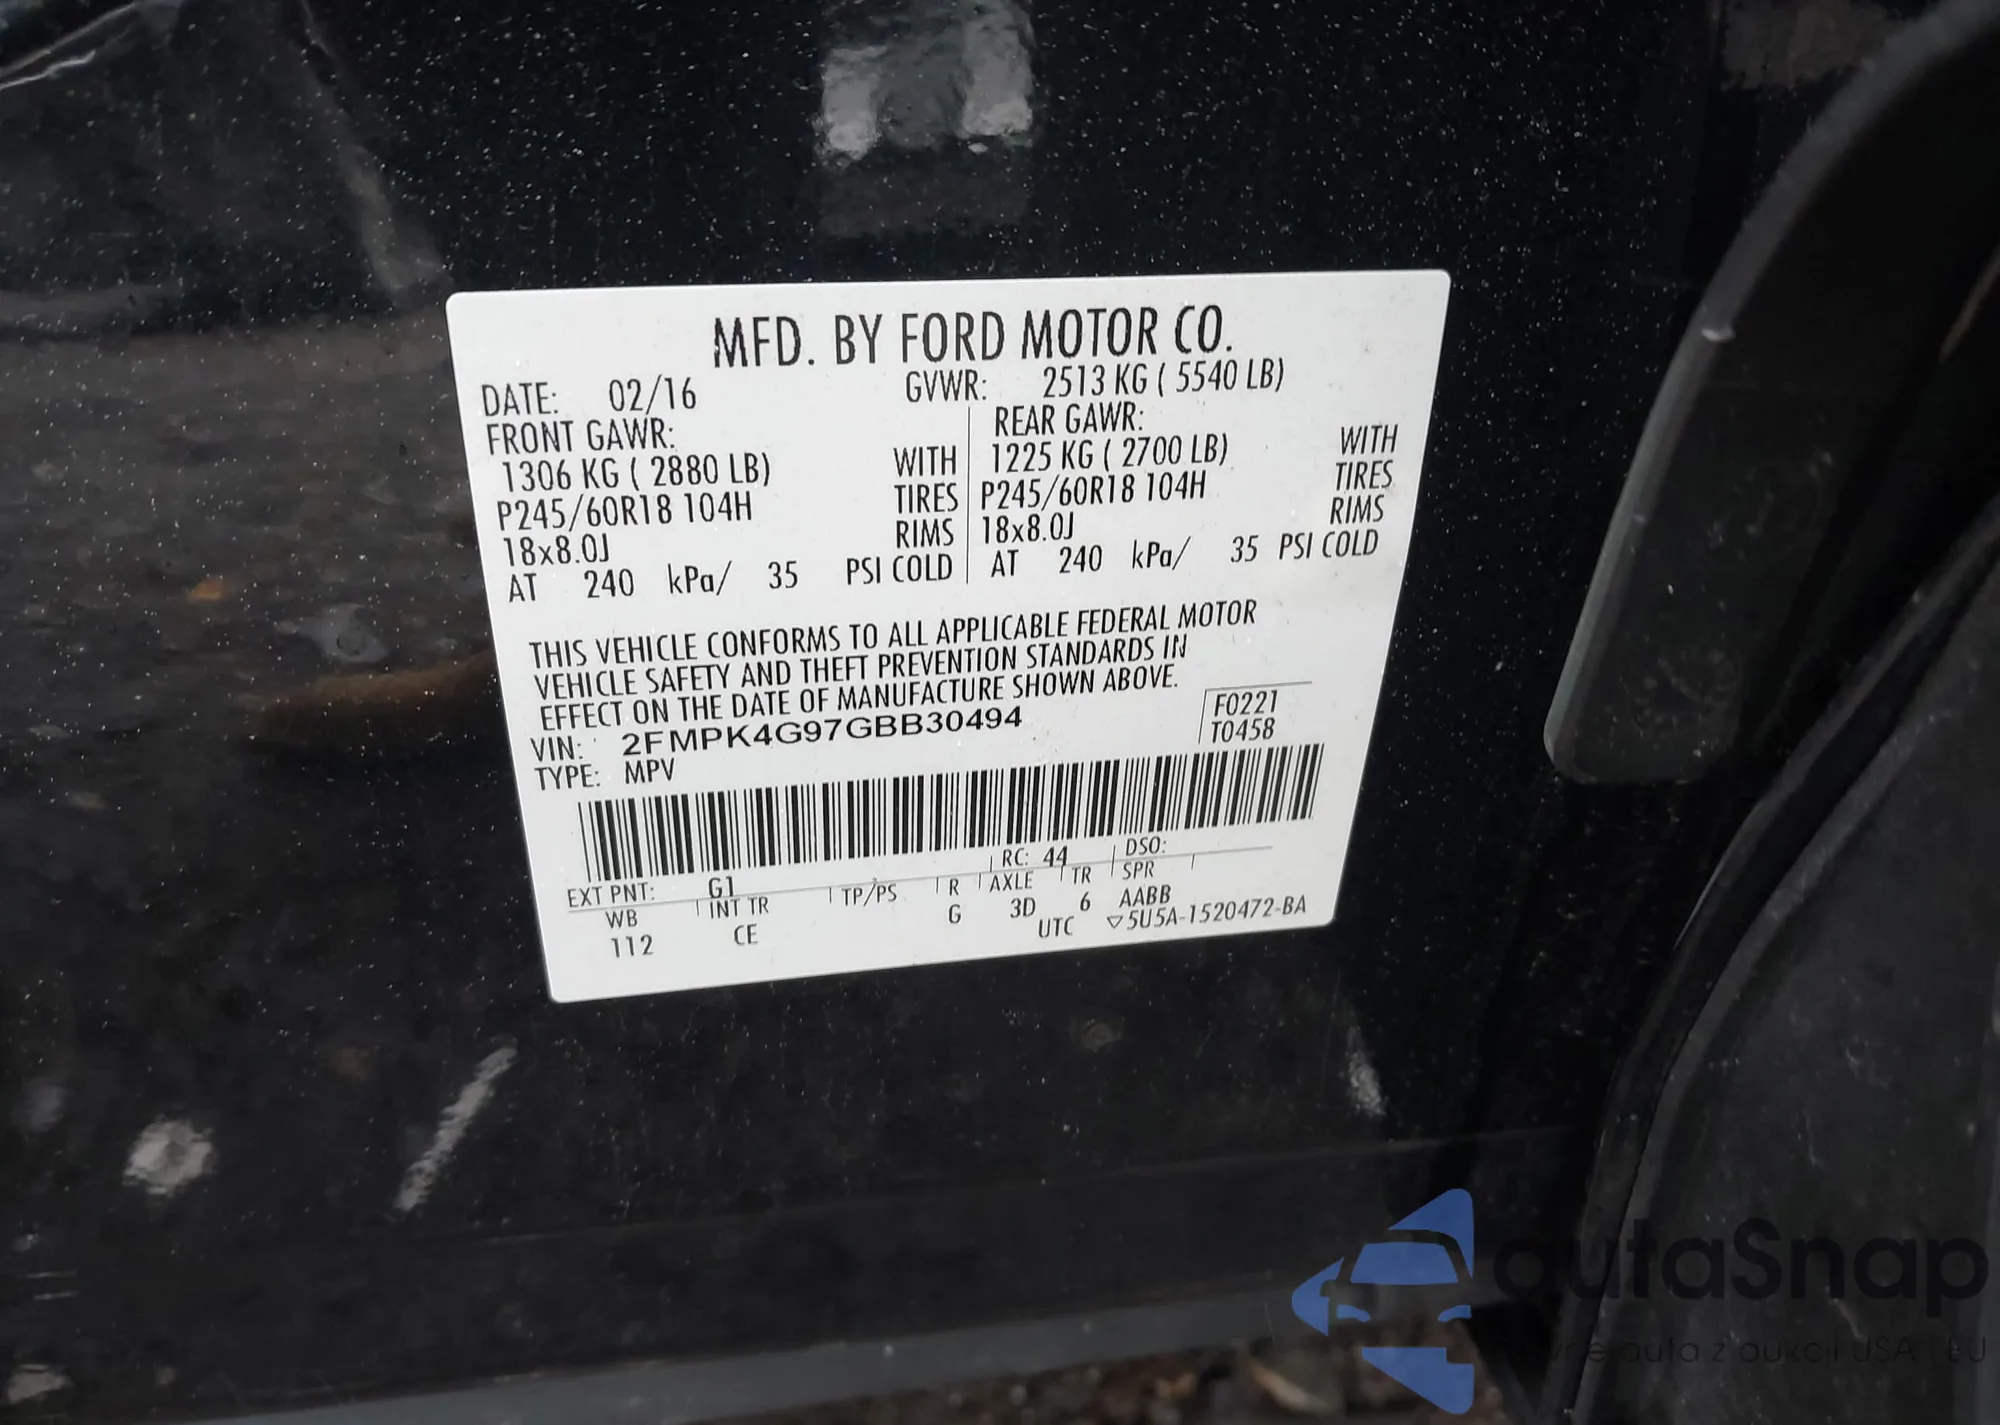 MFD. BY FORD MOTOR CO.
DATE: 02/16 GVWR: 2513 KG ( 5540 LB)
FRONT GAWR: REAR GAWR:
1306 KG ( 2880 LB) WITH 1225 KG ( 2700 LB) WITH
P245/60R18 104H TIRES P245/60R18 104H TIRES
18x8.0J RIMS 18x8.0J RIMS
AT 240 kPa/ 35 PSI COLD AT 240 kPa/ 35 PSI COLD
THIS VEHICLE CONFORMS TO ALL APPLICABLE FEDERAL MOTOR
VEHICLE SAFETY AND THEFT PREVENTION STANDARDS IN
EFFECT ON THE DATE OF MANUFACTURE SHOWN ABOVE.
VIN: 2FMPK4G97GBB30494 F0221
TYPE: MPV T0458
EXT PNT: G1 RC: 44 DSO:
WB INT TR TP/PS R AXLE TR SPR
112 CE G 3D 6 AABB
UTC ▽5U5A-1520472-BA
autaSnap
auta z aukcji USA EU